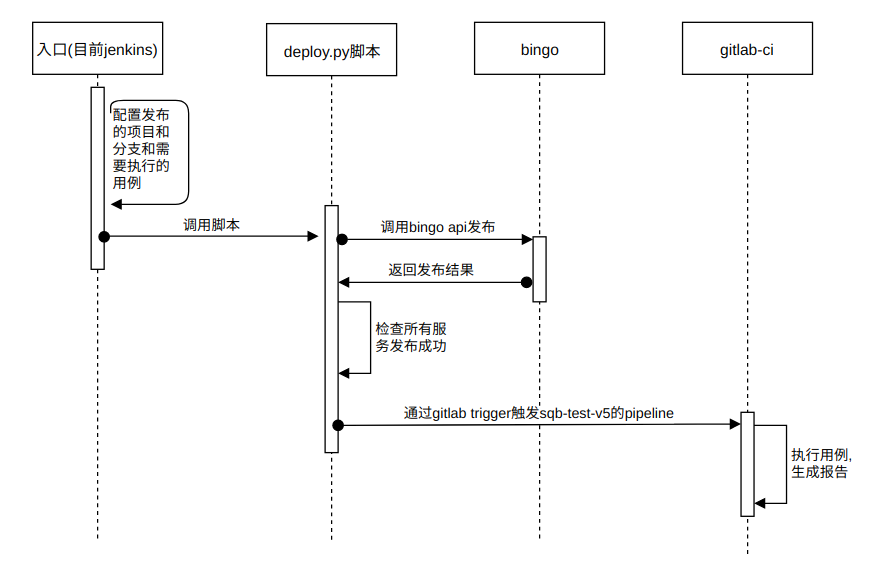 入口(目前jenkins)
deploy.py脚本
bingo
gitlab-ci
配置发布
的项目和
分支和需
要执行的
用例
调用脚本
调用bingo api发布
返回发布结果
检查所有服
务发布成功
通过gitlab trigger触发sqb-test-v5的pipeline
执行用例,
生成报告